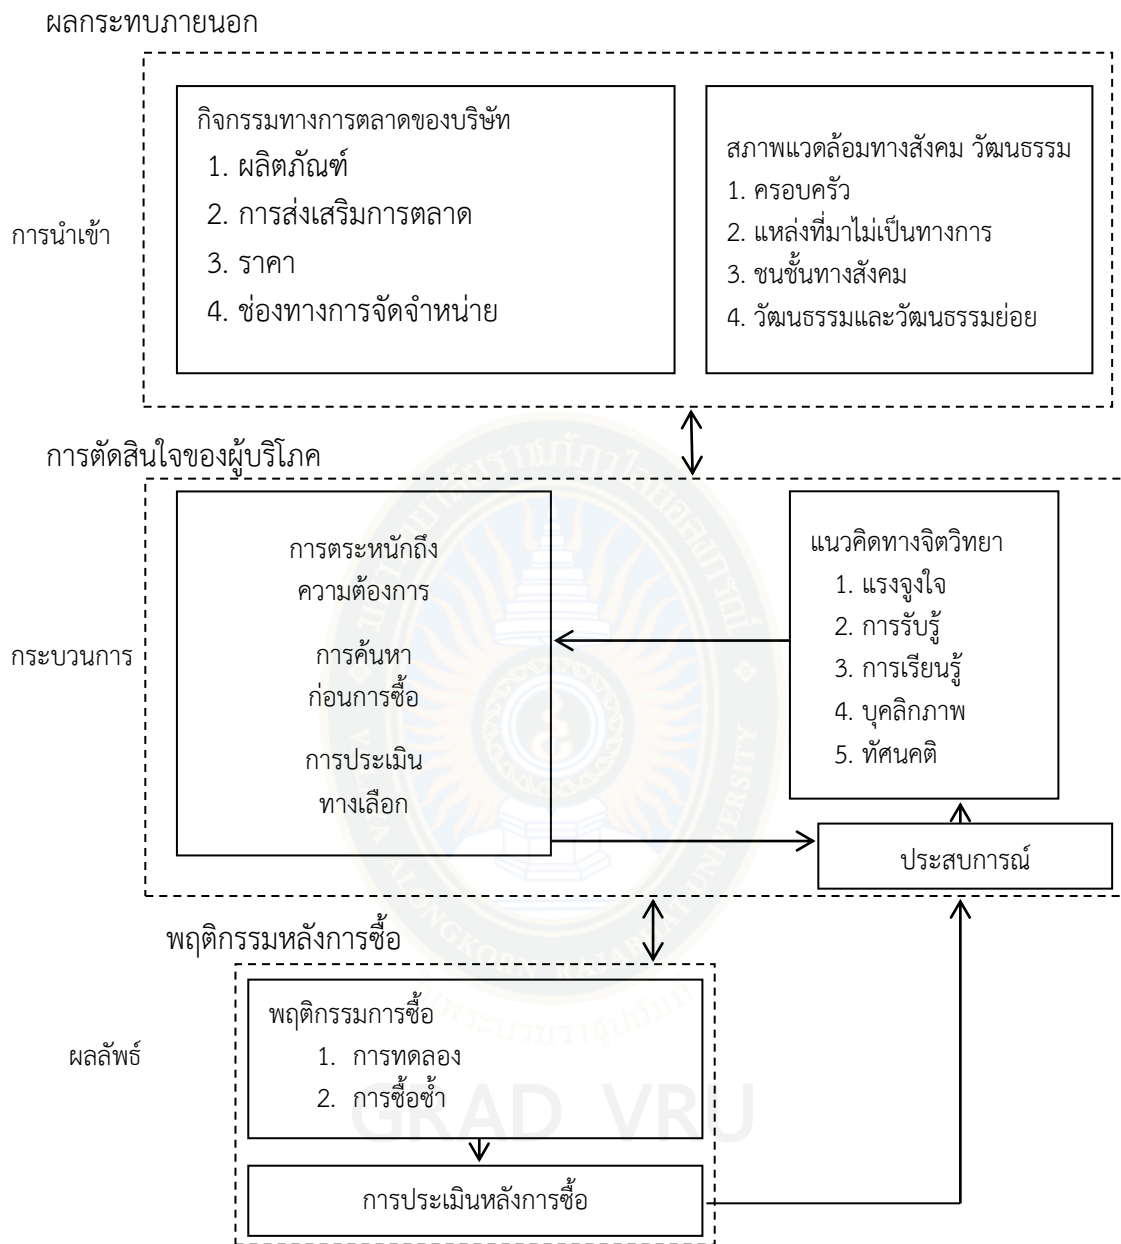 ผลกระทบภายนอก
กิจกรรมทางการตลาดของบริษัท
1. ผลิตภัณฑ์
2. การส่งเสริมการตลาด
3. ราคา
4. ช่องทางการจัดจำหน่าย
สภาพแวดล้อมทางสังคม วัฒนธรรม
1. ครอบครัว
2. แหล่งที่มาไม่เป็นทางการ
3. ชนชั้นทางสังคม
4. วัฒนธรรมและวัฒนธรรมย่อย
การนำเข้า
การตัดสินใจของผู้บริโภค
การตระหนักถึง
ความต้องการ
การค้นหา
ก่อนการซื้อ
การประเมิน
ทางเลือก
แนวคิดทางจิตวิทยา
1. แรงจูงใจ
2. การรับรู้
3. การเรียนรู้
4. บุคลิกภาพ
5. ทัศนคติ
กระบวนการ
ประสบการณ์
พฤติกรรมหลังการซื้อ
พฤติกรรมการซื้อ
1. การทดลอง
2. การซื้อซ้ำ
ผลลัพธ์
การประเมินหลังการซื้อ
GRAD VRU